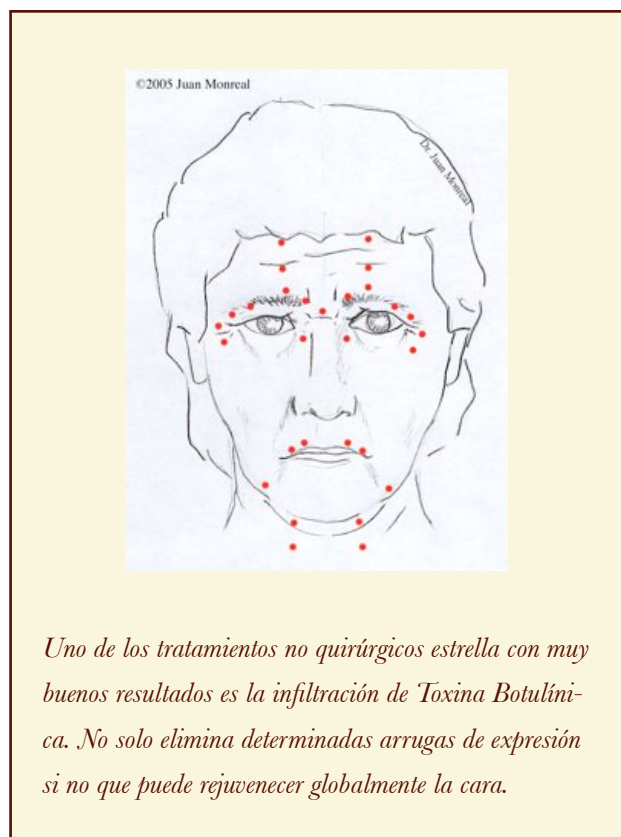 ©2005 Juan Monreal
Dr. Juan Monreal
Uno de los tratamientos no quirúrgicos estrella con muy
buenos resultados es la infiltración de Toxina Botulíni-
ca. No solo elimina determinadas arrugas de expresión
si no que puede rejuvenecer globalmente la cara.